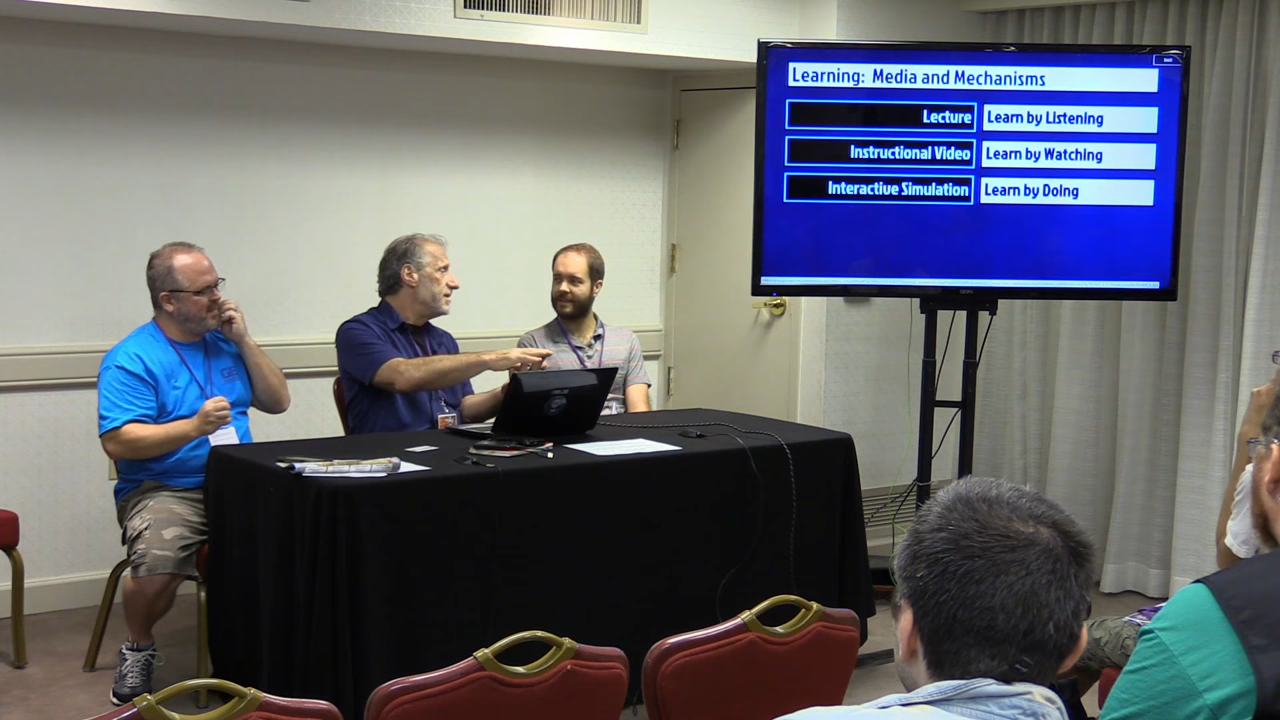 Learning: Media and Mechanisms
Lecture
Learn by Listening
Instructional Video
Learn by Watching
Interactive Simulation
Learn by Doing